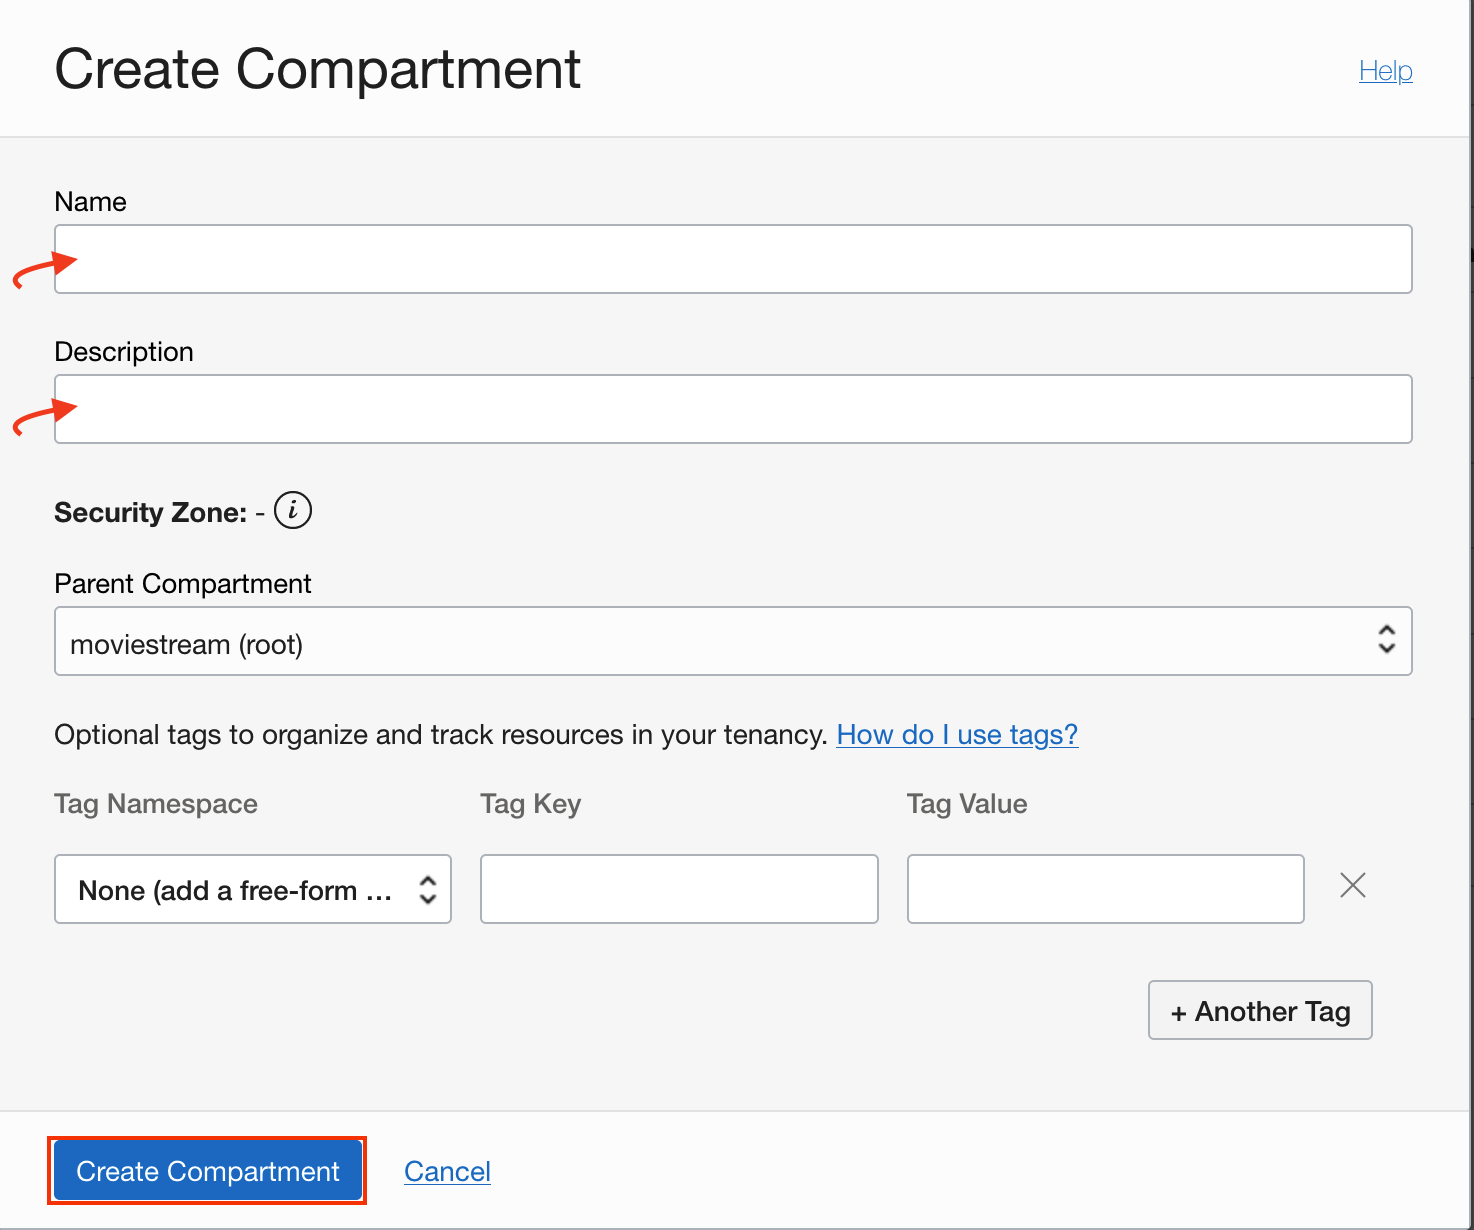 Create Compartment
Help
Name
Description
Security Zone: - i
Parent Compartment
moviestream (root)
Optional tags to organize and track resources in your tenancy. How do I use tags?
Tag Namespace Tag Key Tag Value
None (add a free-form ...
+ Another Tag
Create Compartment Cancel